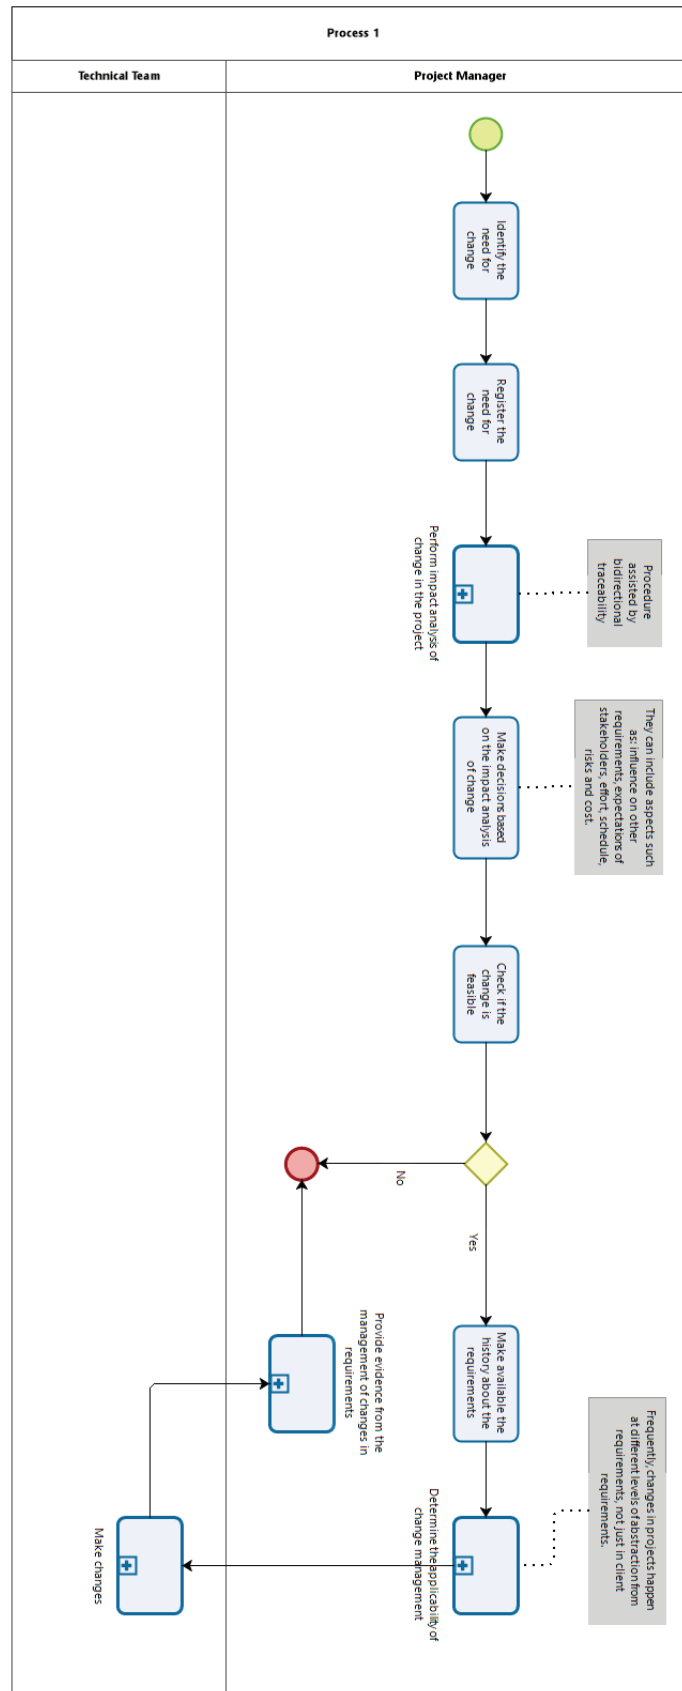 Process 1
Technical Team
Project Manager
Identify the
need for
change
Register the
need for
change
Perform impact analysis of
change in the project
Procedure
assisted by
bidirectional
traceability
Make decisions based
on the impact analysis
of change
They can include aspects such
as: influence on other
requirements, expectations of
stakeholders, effort, schedule,
risks and cost.
Check if the
change is
feasible
No
Yes
Make available the
history about the
requirements
Provide evidence from the
management of changes in
requirements
Determine the applicability of
change management
Frequently, changes in projects happen
at different levels of abstraction from
requirements, not just in client
requirements.
Make changes